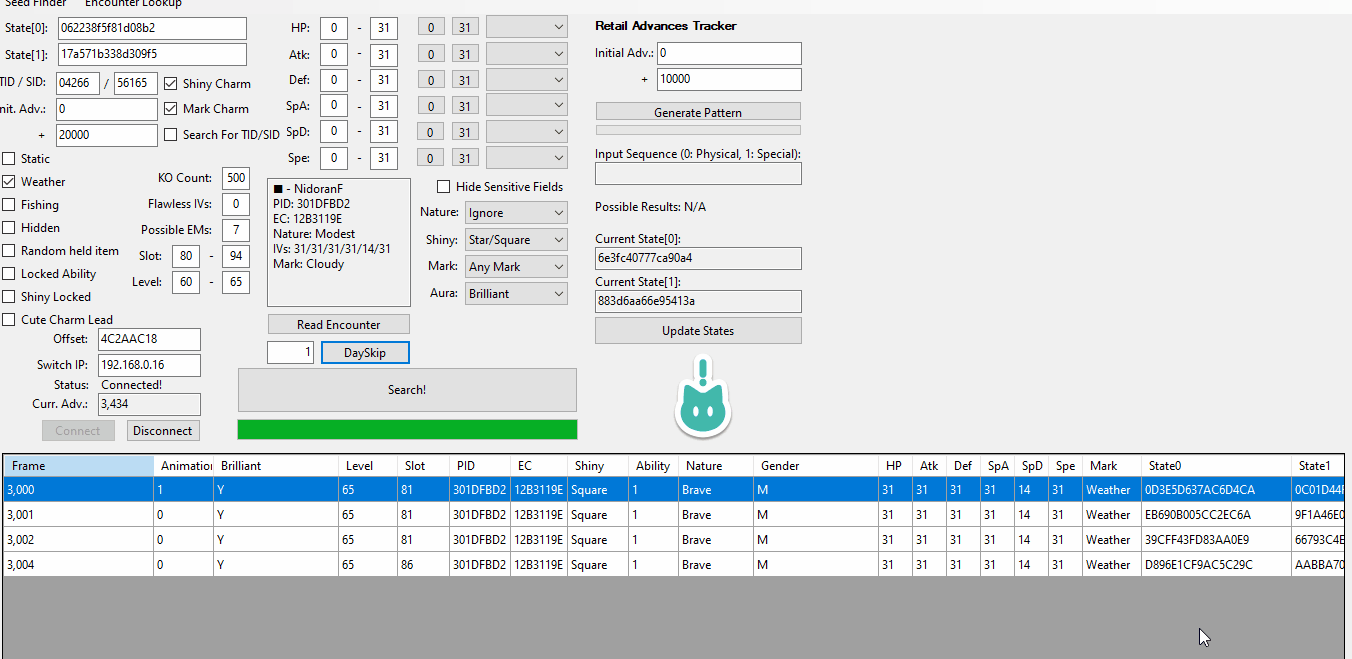 Seed Finder Encounter Lookup
State[0]: 062238f5f81d08b2
State[1]: 17a571b338d309f5
TID / SID: 04266 / 56165 Shiny Charm
nit. Adv.: 0 Mark Charm
+ 20000 Search For TID/SID
Static
Weather
Fishing
Hidden
Random held item
Locked Ability
Shiny Locked
Cute Charm Lead
KO Count: 500
Flawless IVs: 0
Possible EMs: 7
Slot: 80 - 94
Level: 60 - 65
Offset: 4C2AAC18
Switch IP: 192.168.0.16
Status: Connected!
Curr. Adv.: 3,434
Connect Disconnect
HP: 0 - 31 0 31
Atk: 0 - 31 0 31
Def: 0 - 31 0 31
SpA: 0 - 31 0 31
SpD: 0 - 31 0 31
Spe: 0 - 31 0 31
■ - NidoranF
PID: 301DFBD2
EC: 12B3119E
Nature: Modest
IVs: 31/31/31/31/14/31
Mark: Cloudy
Hide Sensitive Fields
Nature: Ignore
Shiny: Star/Square
Mark: Any Mark
Aura: Brilliant
Read Encounter
1 DaySkip
Search!
Retail Advances Tracker
Initial Adv.: 0
+ 10000
Generate Pattern
Input Sequence (0: Physical, 1: Special):
Possible Results: N/A
Current State[0]:
6e3fc40777ca90a4
Current State[1]:
883d6aa66e95413a
Update States
Frame Animation Brilliant Level Slot PID EC Shiny Ability Nature Gender HP Atk Def SpA SpD Spe Mark State0 State1
3,000 1 Y 65 81 301DFBD2 12B3119E Square 1 Brave M 31 31 31 31 14 31 Weather 0D3E5D637AC6D4CA 0C01D44F
3,001 0 Y 65 81 301DFBD2 12B3119E Square 1 Brave M 31 31 31 31 14 31 Weather EB690B005CC2EC6A 9F1A46E0
3,002 0 Y 65 81 301DFBD2 12B3119E Square 1 Brave M 31 31 31 31 14 31 Weather 39CFF43FD83AA0E9 66793C4E
3,004 0 Y 65 86 301DFBD2 12B3119E Square 1 Brave M 31 31 31 31 14 31 Weather D896E1CF9AC5C29C AABBA70